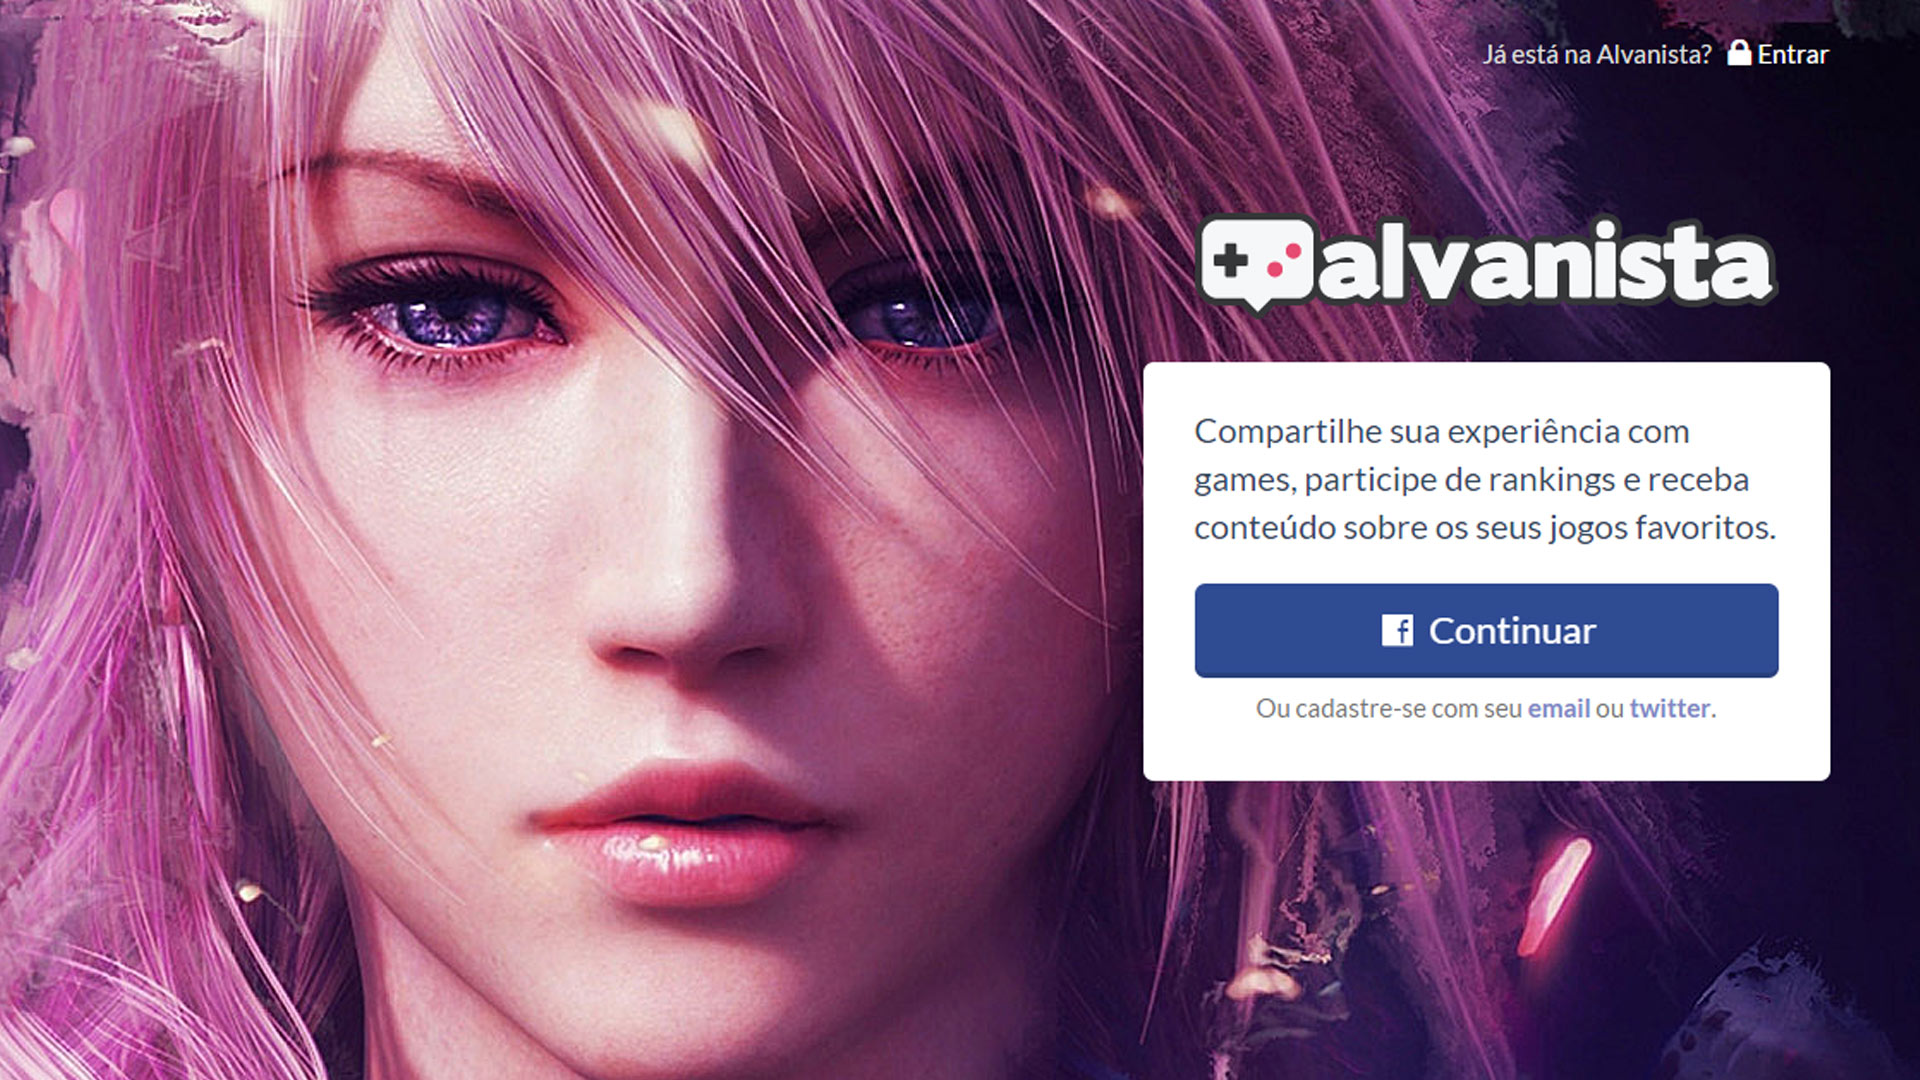 Já está na Alvanista? Entrar
alvanista
Compartilhe sua experiência com
games, participe de rankings e receba
conteúdo sobre os seus jogos favoritos.
Continuar
Ou cadastre-se com seu email ou twitter.